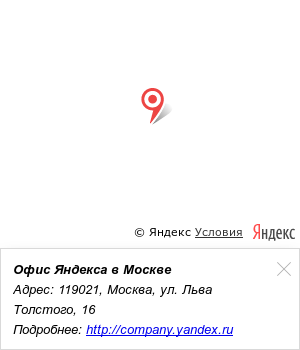 © Яндекс Условия Яндекс
Офис Яндекса в Москве
Адрес: 119021, Москва, ул. Льва
Толстого, 16
Подробнее: http://company.yandex.ru